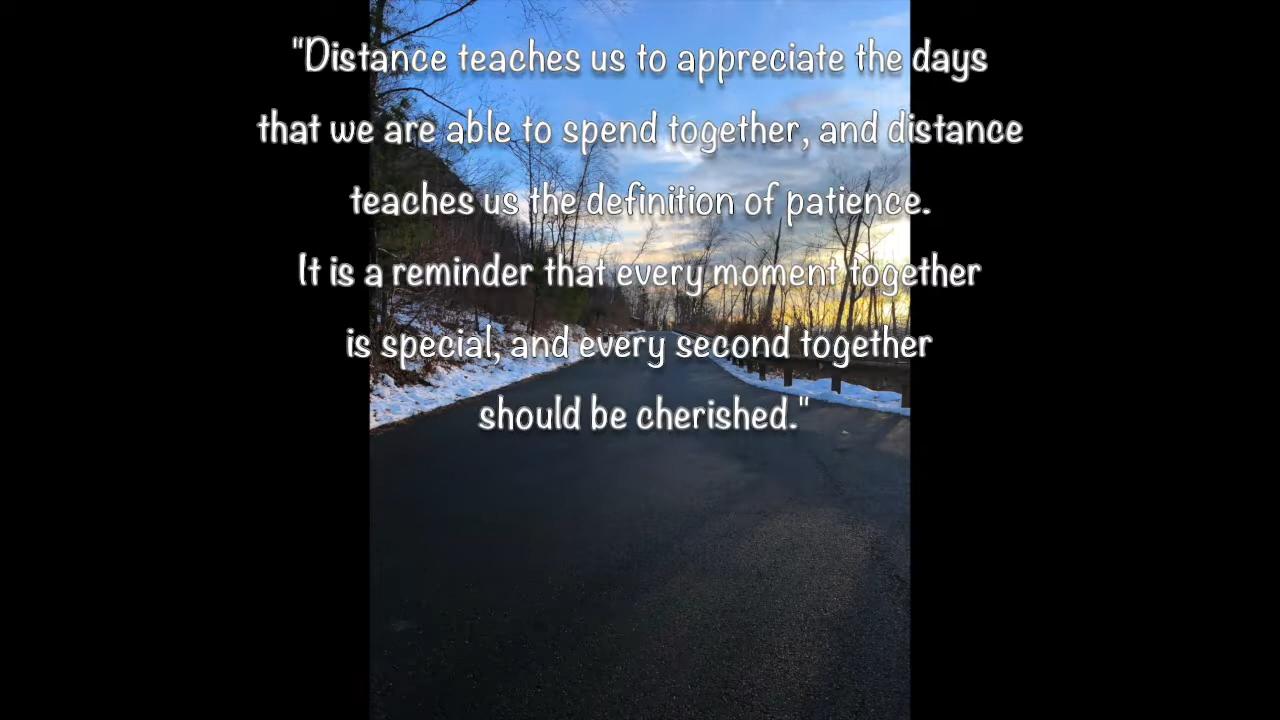 "Distance teaches us to appreciate the days
that we are able to spend together, and distance
teaches us the definition of patience.
It is a reminder that every moment together
is special, and every second together
should be cherished."